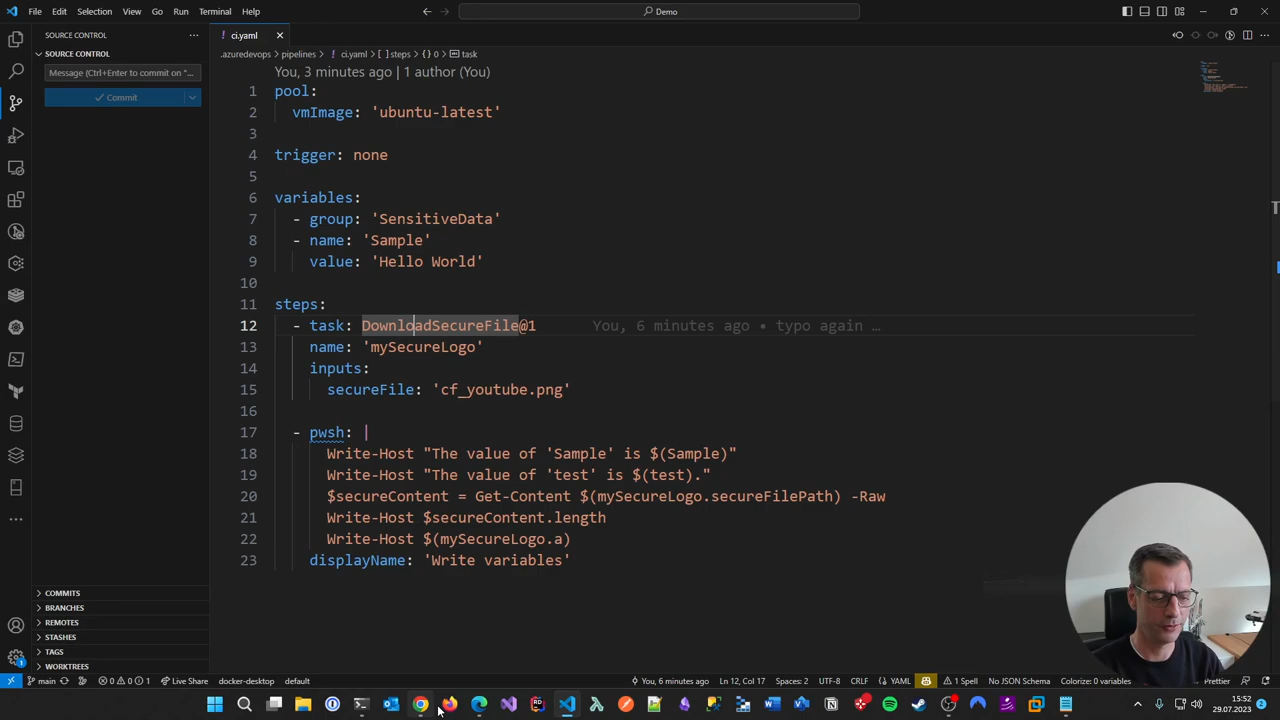 File Edit Selection View Go Run Terminal Help
Demo
SOURCE CONTROL
ci.yaml
SOURCE CONTROL
.azuredevops > pipelines > ci.yaml > [ ] steps > { } 0 > task
Message (Ctrl+Enter to commit on "...
Commit
You, 3 minutes ago | 1 author (You)
1 pool:
2 vmImage: 'ubuntu-latest'
3
4 trigger: none
5
6 variables:
7 - group: 'SensitiveData'
8 - name: 'Sample'
9 value: 'Hello World'
10
11 steps:
12 - task: DownloadSecureFile@1 You, 6 minutes ago • typo again …
13 name: 'mySecureLogo'
14 inputs:
15 secureFile: 'cf_youtube.png'
16
17 - pwsh: |
18 Write-Host "The value of 'Sample' is $(Sample)"
19 Write-Host "The value of 'test' is $(test)."
20 $secureContent = Get-Content $(mySecureLogo.secureFilePath) -Raw
21 Write-Host $secureContent.length
22 Write-Host $(mySecureLogo.a)
23 displayName: 'Write variables'
COMMITS
BRANCHES
REMOTES
STASHES
TAGS
WORKTREES
main 0 0 1 Live Share docker-desktop default You, 6 minutes ago Ln 12, Col 17 Spaces: 2 UTF-8 CRLF YAML 1 Spell No JSON Schema Colorize: 0 variables Prettier
15:52
29.07.2023